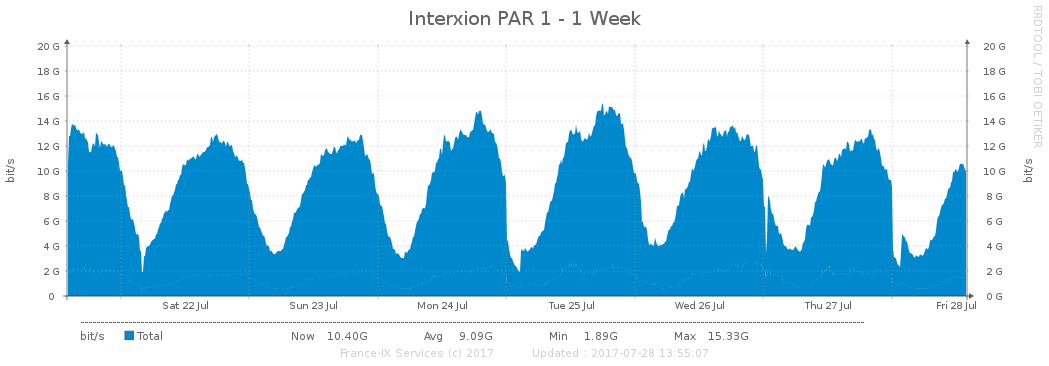 Interxion PAR 1 - 1 Week
RRDTOOL / TOBI OETIKER
bit/s
bit/s
20 G 20 G
18 G 18 G
16 G 16 G
14 G 14 G
12 G 12 G
10 G 10 G
8 G 8 G
6 G 6 G
4 G 4 G
2 G 2 G
0 0 G
Sat 22 Jul Sun 23 Jul Mon 24 Jul Tue 25 Jul Wed 26 Jul Thu 27 Jul Fri 28 Jul
bit/s Total Now 10.40G Avg 9.09G Min 1.89G Max 15.33G
France-IX Services (c) 2017 Updated : 2017-07-28 13:55:07